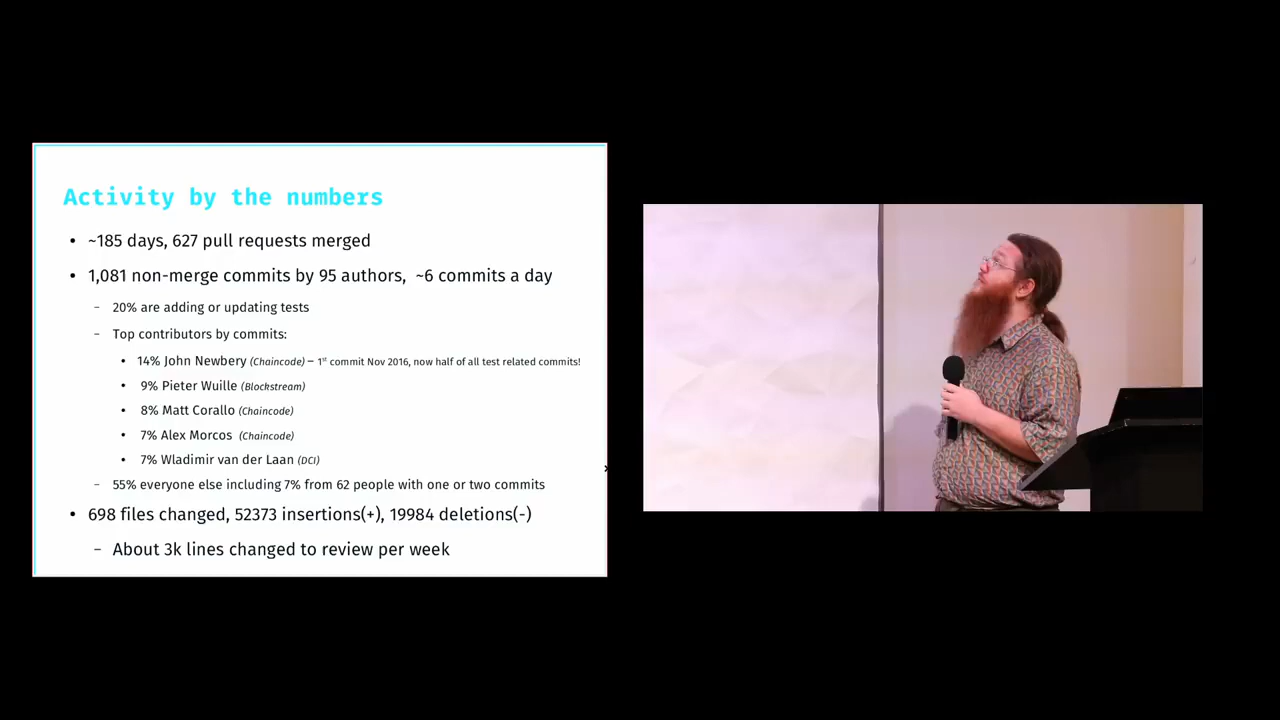 Activity by the numbers
• ~185 days, 627 pull requests merged
• 1,081 non-merge commits by 95 authors, ~6 commits a day
– 20% are adding or updating tests
– Top contributors by commits:
• 14% John Newbery (Chaincode) – 1st commit Nov 2016, now half of all test related commits!
• 9% Pieter Wuille (Blockstream)
• 8% Matt Corallo (Chaincode)
• 7% Alex Morcos (Chaincode)
• 7% Wladimir van der Laan (DCI)
– 55% everyone else including 7% from 62 people with one or two commits
• 698 files changed, 52373 insertions(+), 19984 deletions(-)
– About 3k lines changed to review per week